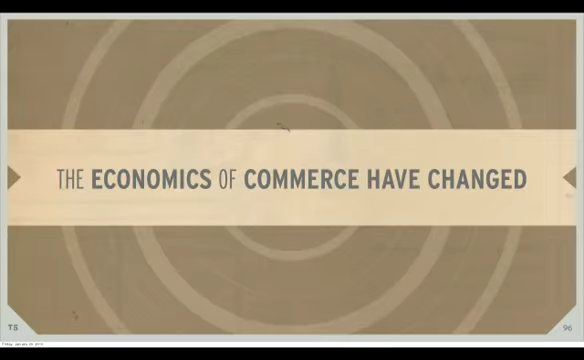 THE ECONOMICS OF COMMERCE HAVE CHANGED
TS
96